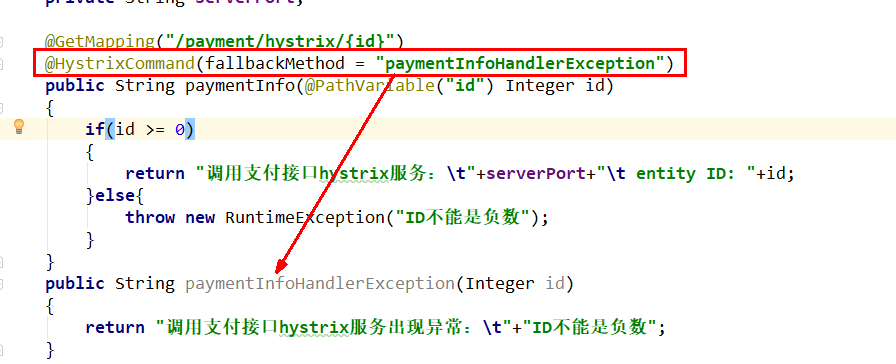 private String serverPort;
@GetMapping("/payment/hystrix/{id}")
@HystrixCommand(fallbackMethod = "paymentInfoHandlerException")
public String paymentInfo(@PathVariable("id") Integer id)
{
if(id >= 0)
{
return "调用支付接口hystrix服务：\t"+serverPort+"\t entity ID: "+id;
}else{
throw new RuntimeException("ID不能是负数");
}
}
public String paymentInfoHandlerException(Integer id)
{
return "调用支付接口hystrix服务出现异常：\t"+"ID不能是负数";
}